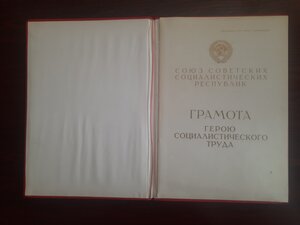 СОЮЗ СОВЕТСКИХ
СОЦИАЛИСТИЧЕСКИХ
РЕСПУБЛИК
ГРАМОТА
ГЕРОЮ
СОЦИАЛИСТИЧЕСКОГО
ТРУДА